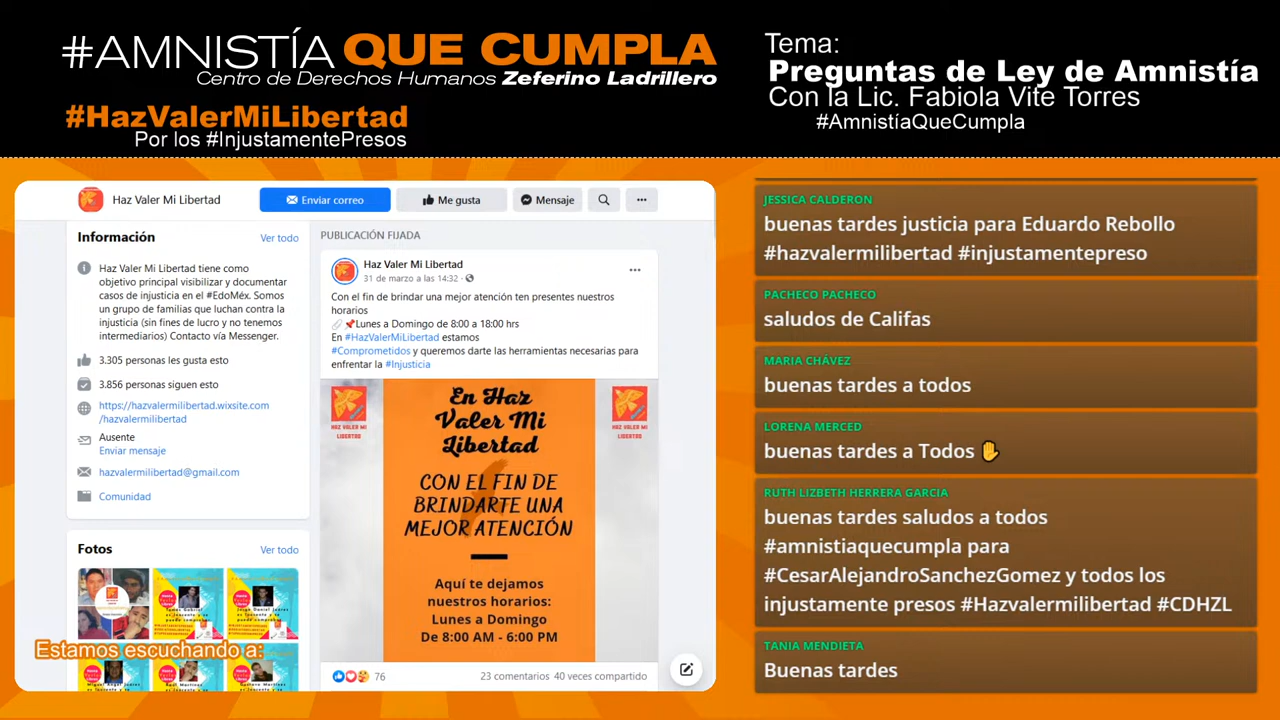 #AMNISTÍA QUE CUMPLA
Centro de Derechos Humanos Zeferino Ladrillero
#HazValerMiLibertad
Por los #InjustamentePresos
Tema:
Preguntas de Ley de Amnistía
Con la Lic. Fabiola Vite Torres
#AmnistíaQueCumpla
Haz Valer Mi Libertad
Enviar correo
Me gusta
Mensaje
Información
Ver todo
Haz Valer Mi Libertad tiene como
objetivo principal visibilizar y documentar
casos de injusticia en el #EdoMéx. Somos
un grupo de familias que luchan contra la
injusticia (sin fines de lucro y no tenemos
intermediarios) Contacto vía Messenger.
3.305 personas les gusta esto
3.856 personas siguen esto
https://hazvalermilibertad.wixsite.com
/hazvalermilibertad
Ausente
Enviar mensaje
hazvalermilibertad@gmail.com
Comunidad
Fotos
Ver todo
Estamos escuchando a:
PUBLICACIÓN FIJADA
Haz Valer Mi Libertad
31 de marzo a las 14:32 ·
Con el fin de brindar una mejor atención ten presentes nuestros
horarios
Lunes a Domingo de 8:00 a 18:00 hrs
En #HazValerMiLibertad estamos
#Comprometidos y queremos darte las herramientas necesarias para
enfrentar la #Injusticia
HAZ VALER MI
LIBERTAD
En Haz
Valer Mi
Libertad
HAZ VALER MI
LIBERTAD
CON EL FIN DE
BRINDARTE UNA
MEJOR ATENCIÓN
Aquí te dejamos
nuestros horarios:
Lunes a Domingo
De 8:00 AM - 6:00 PM
76
23 comentarios 40 veces compartido
JESSICA CALDERON
buenas tardes justicia para Eduardo Rebollo
#hazvalermilibertad #injustamentepreso
PACHECO PACHECO
saludos de Califas
MARIA CHÁVEZ
buenas tardes a todos
LORENA MERCED
buenas tardes a Todos ✋
RUTH LIZBETH HERRERA GARCIA
buenas tardes saludos a todos
#amnistiaquecumpla para
#CesarAlejandroSanchezGomez y todos los
injustamente presos #Hazvalermilibertad #CDHZL
TANIA MENDIETA
Buenas tardes